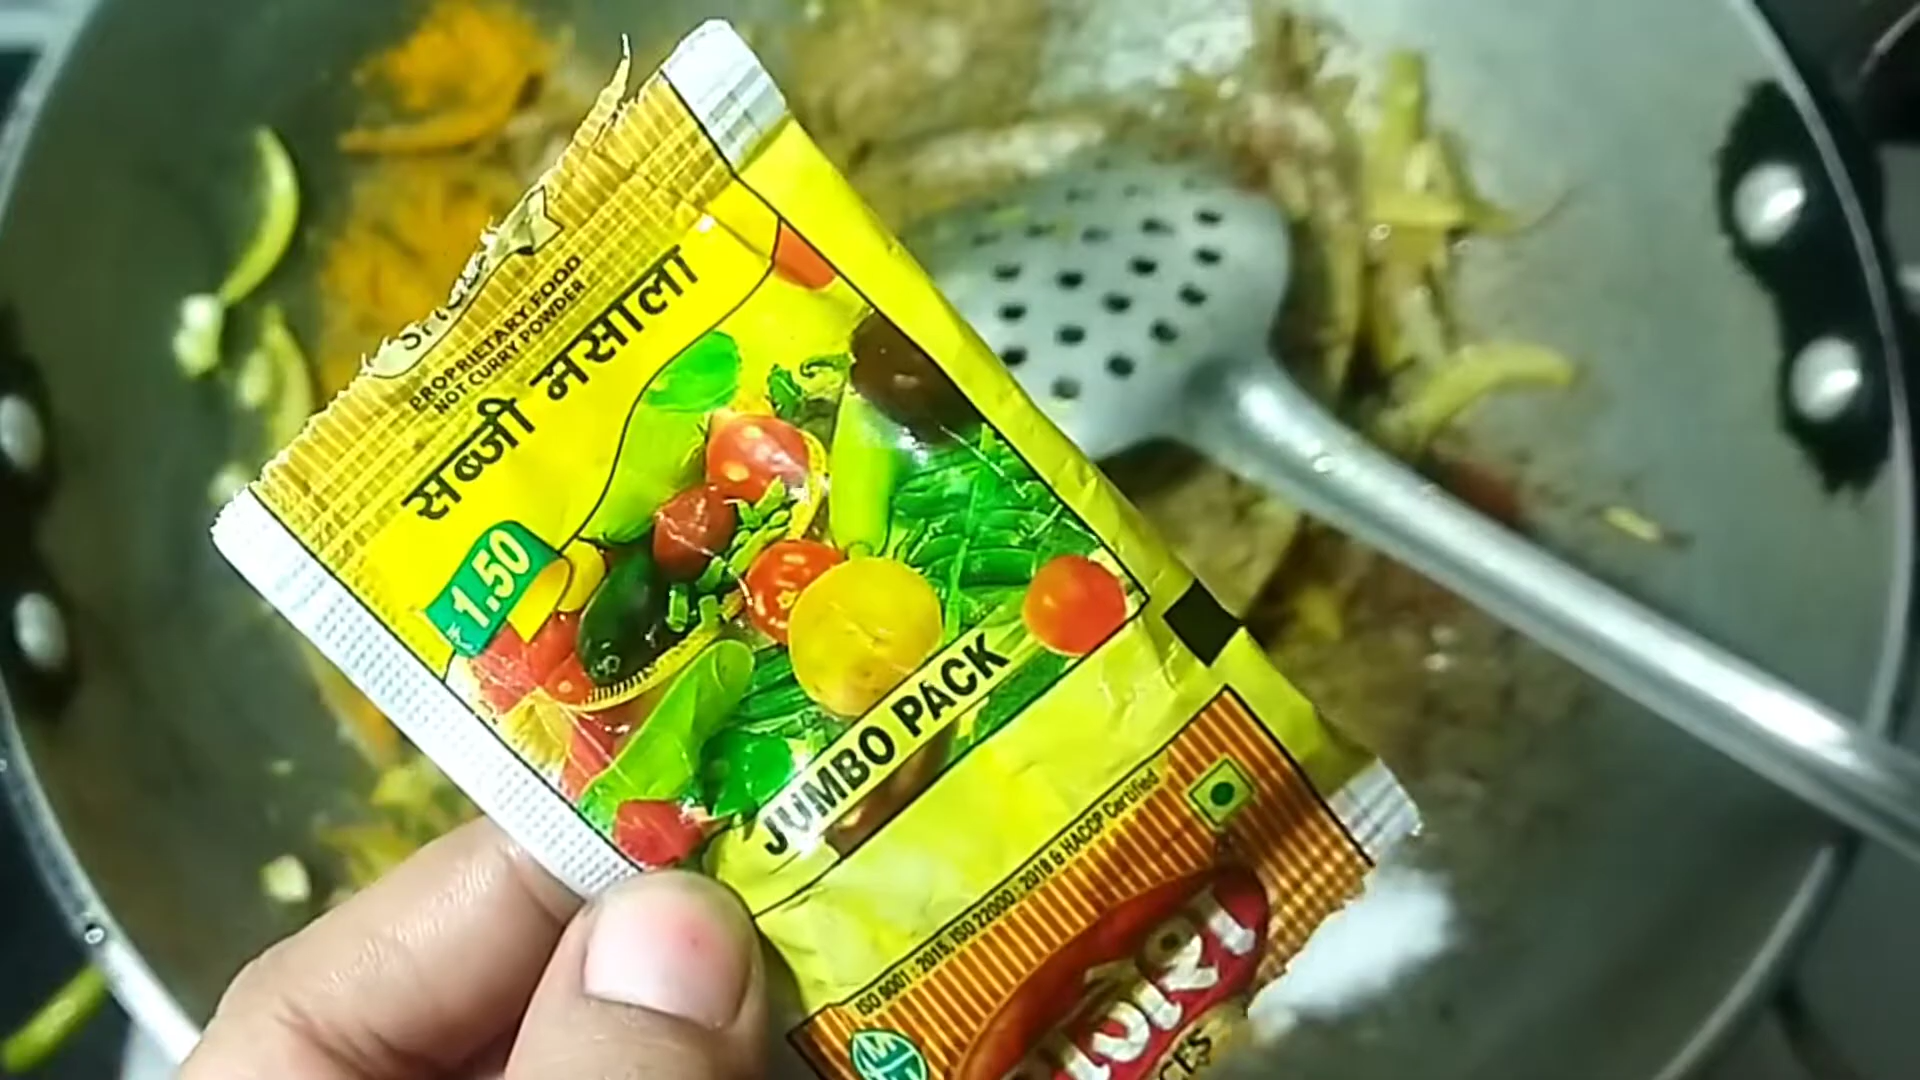 PROPRIETARY FOOD
NOT CURRY POWDER
सब्जी मसाला
₹1.50
JUMBO PACK
ISO 9001 : 2015, ISO 22000 : 2018 & HACCP Certified